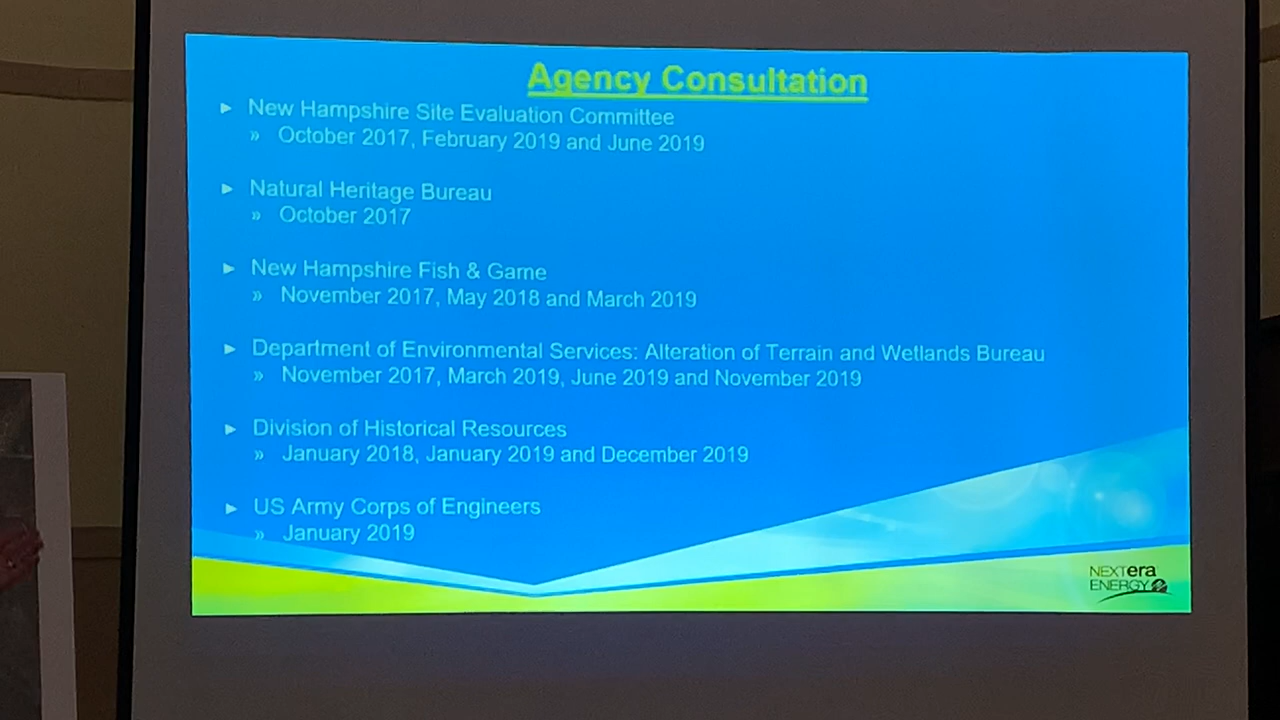 Agency Consultation
► New Hampshire Site Evaluation Committee
» October 2017, February 2019 and June 2019
► Natural Heritage Bureau
» October 2017
► New Hampshire Fish & Game
» November 2017, May 2018 and March 2019
► Department of Environmental Services: Alteration of Terrain and Wetlands Bureau
» November 2017, March 2019, June 2019 and November 2019
► Division of Historical Resources
» January 2018, January 2019 and December 2019
► US Army Corps of Engineers
» January 2019
NEXTera
ENERGY